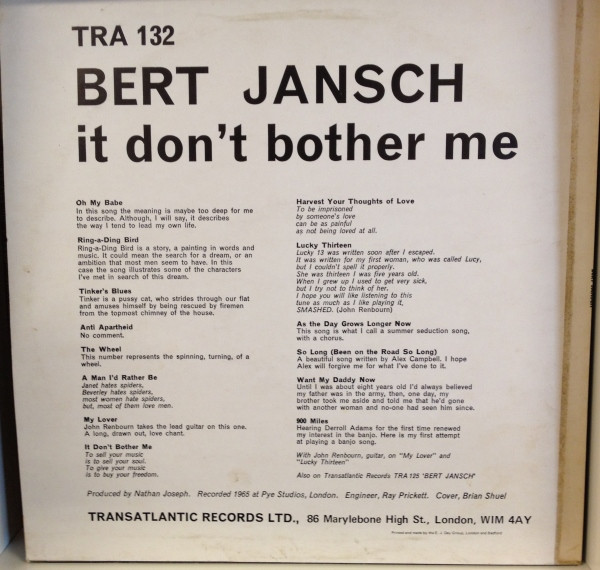 TRA 132
BERT JANSCH
it don't bother me
Oh My Babe
In this song the meaning is maybe too deep for me
to describe. Although, I will say, it describes
the way I tend to lead my own life.
Ring-a-Ding Bird
Ring-a-Ding Bird is a story, a painting in words and
music. It could mean the search for a dream, or an
ambition that most men seem to have. In this
case the song illustrates some of the characters
I've met in search of this dream.
Tinker's Blues
Tinker is a pussy cat, who strides through our flat
and amuses himself by being rescued by firemen
from the topmost chimney of the house.
Anti Apartheid
No comment.
The Wheel
This number represents the spinning, turning, of a
wheel.
A Man I'd Rather Be
Janet hates spiders,
Beverley hates spiders,
most women hate spiders,
but, most of them love men.
My Lover
John Renbourn takes the lead guitar on this one.
A long, drawn out, love chant.
It Don't Bother Me
To sell your music
is to sell your soul.
To give your music
is to buy your freedom.
Harvest Your Thoughts of Love
To be imprisoned
by someone's love
can be as painful
as not being loved at all.
Lucky Thirteen
Lucky 13 was written soon after I escaped.
It was written for my first woman, who was called Lucy,
but I couldn't spell it properly.
She was thirteen I was five years old.
When I grew up I used to get very sick,
but I try not to think of her.
I hope you will like listening to this
tune as much as I like playing it,
SMASHED. (John Renbourn)
As the Day Grows Longer Now
This song is what I call a summer seduction song,
with a chorus.
So Long (Been on the Road So Long)
A beautiful song written by Alex Campbell. I hope
Alex will forgive me for what I've done to it.
Want My Daddy Now
Until I was about eight years old I'd always believed
my father was in the army, then, one day, my
brother took me aside and told me that he'd gone
with another woman and no-one had seen him since.
900 Miles
Hearing Derroll Adams for the first time renewed
my interest in the banjo. Here is my first attempt
at playing a banjo song.
With John Renbourn, guitar, on "My Lover" and
"Lucky Thirteen"
Also on Transatlantic Records TRA 125 'BERT JANSCH'
Produced by Nathan Joseph. Recorded 1965 at Pye Studios, London. Engineer, Ray Prickett. Cover, Brian Shuel
TRANSATLANTIC RECORDS LTD., 86 Marylebone High St., London, WIM 4AY